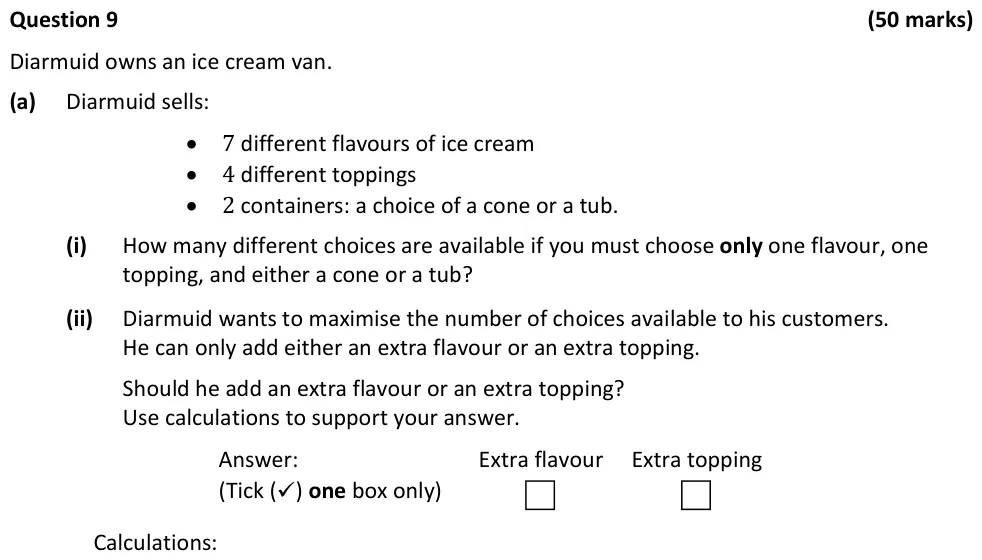 Question 9 (50 marks)
Diarmuid owns an ice cream van.
(a) Diarmuid sells:
• 7 different flavours of ice cream
• 4 different toppings
• 2 containers: a choice of a cone or a tub.
(i) How many different choices are available if you must choose only one flavour, one
topping, and either a cone or a tub?
(ii) Diarmuid wants to maximise the number of choices available to his customers.
He can only add either an extra flavour or an extra topping.
Should he add an extra flavour or an extra topping?
Use calculations to support your answer.
Answer: Extra flavour Extra topping
(Tick (✓) one box only)
Calculations: